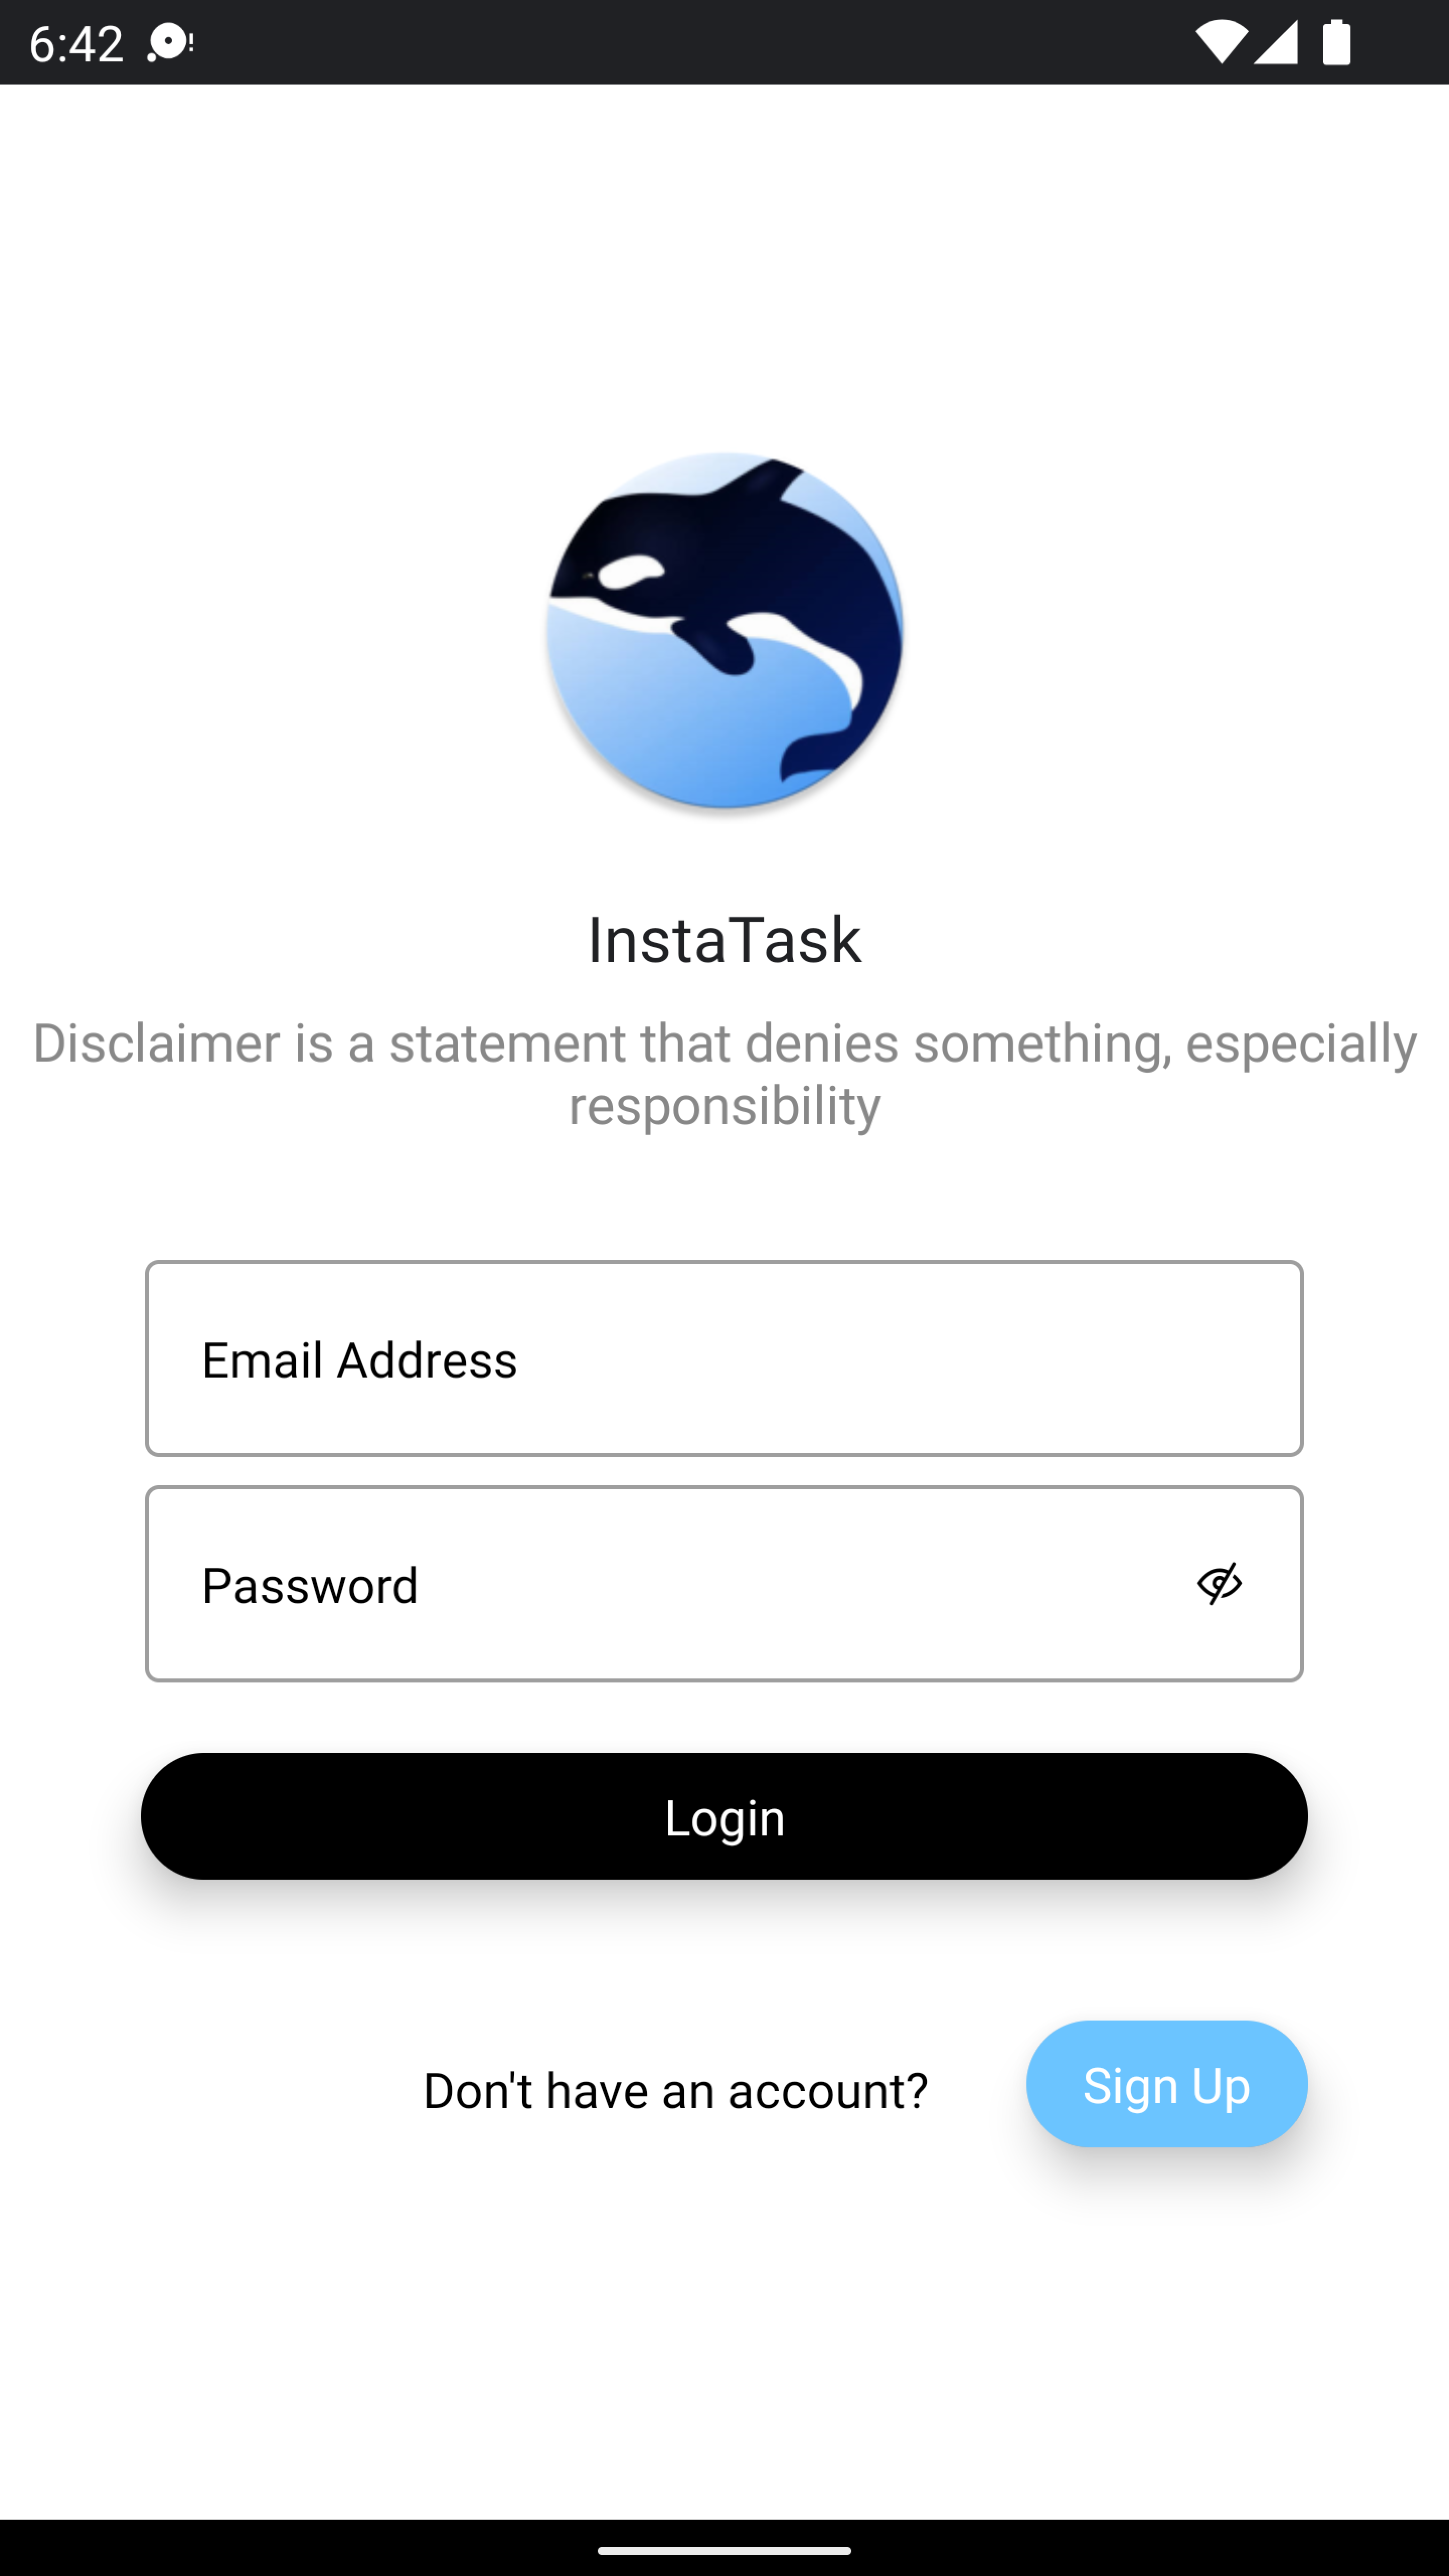 6:42
InstaTask
Disclaimer is a statement that denies something, especially
responsibility
Email Address
Password
Login
Don't have an account?
Sign Up